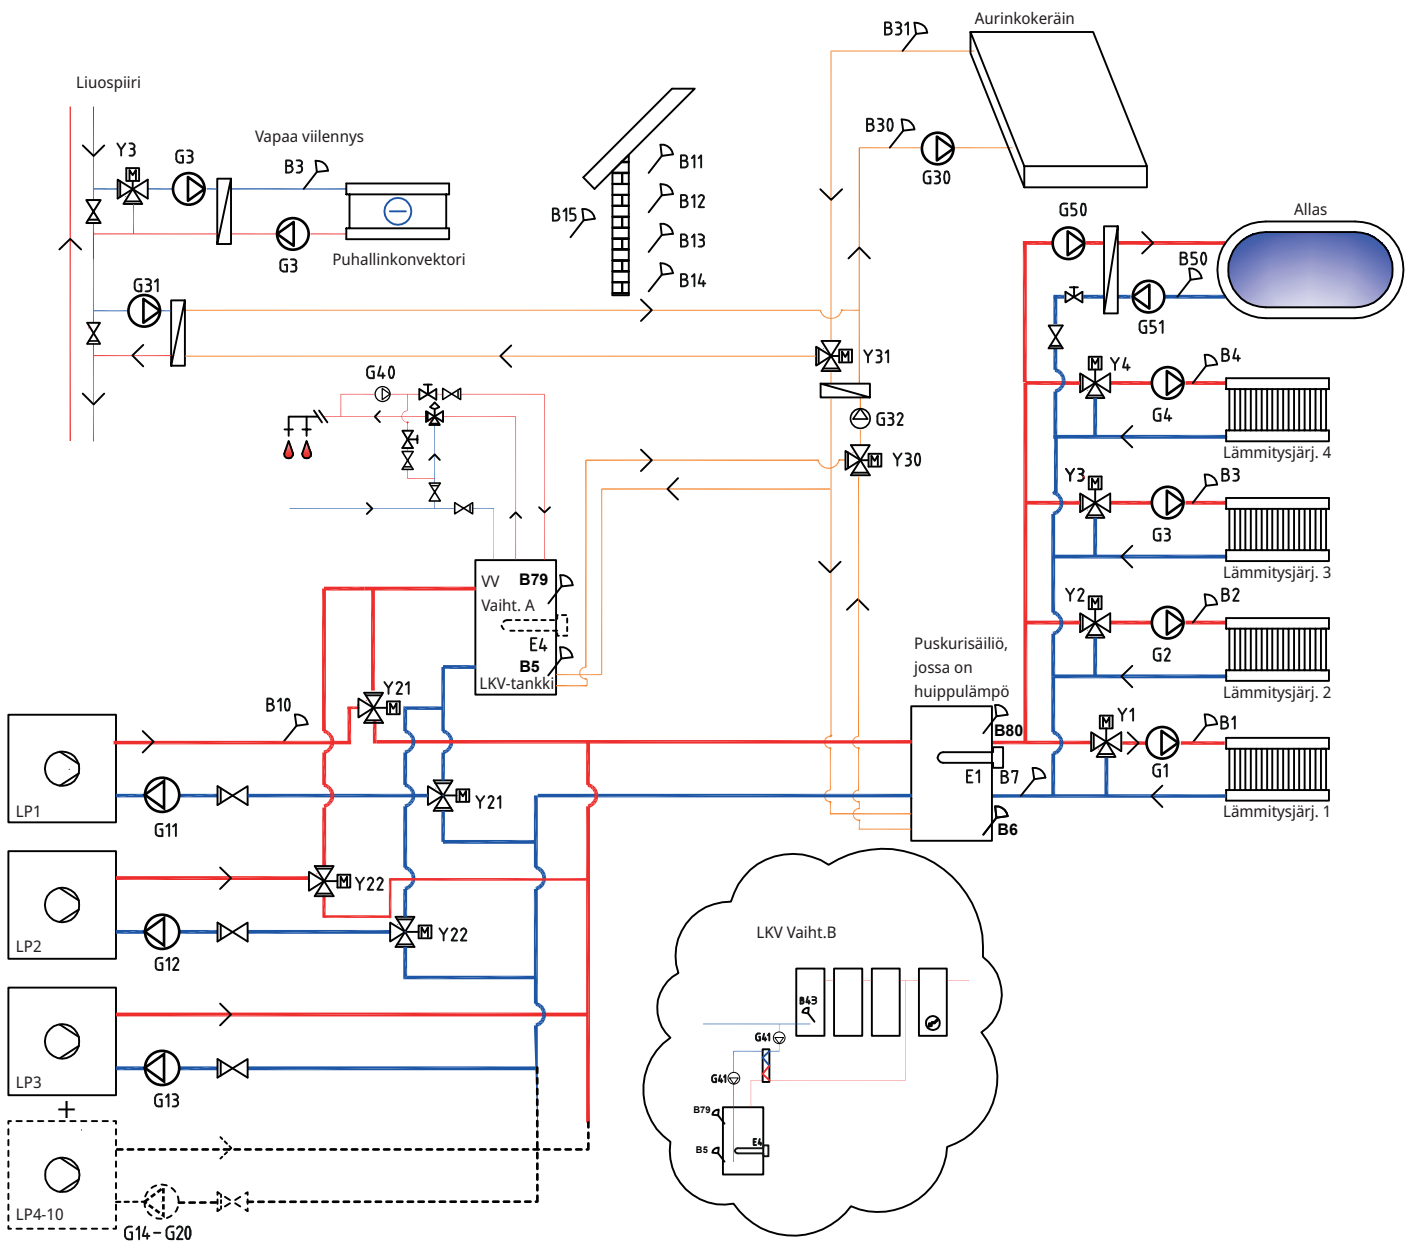 Aurinkokeräin
B31
Liuospiiri
Vapaa viilennys
Y3
G3
B3
M
G3
Puhallinkonvektori
B11
B12
B13
B14
B15
B30
G30
G31
Y31
M
G32
Y30
M
G40
G50
Allas
B50
G51
M
Y4
B4
G4
Lämmitysjärj. 4
Y3
M
B3
G3
Lämmitysjärj. 3
Y2
M
B2
G2
Lämmitysjärj. 2
Y1
M
B1
G1
Lämmitysjärj. 1
VV
B79
Vaiht. A
E4
B5
LKV-tankki
Puskurisäiliö,
jossa on
huippulämpö
B80
E1
B7
B6
B10
Y21
M
LP1
G11
M
Y21
M
Y22
LP2
G12
M
Y22
LP3
G13
+
LP4-10
G14-G20
LKV Vaiht.B
B43
G41
G41
B79
B5
E4